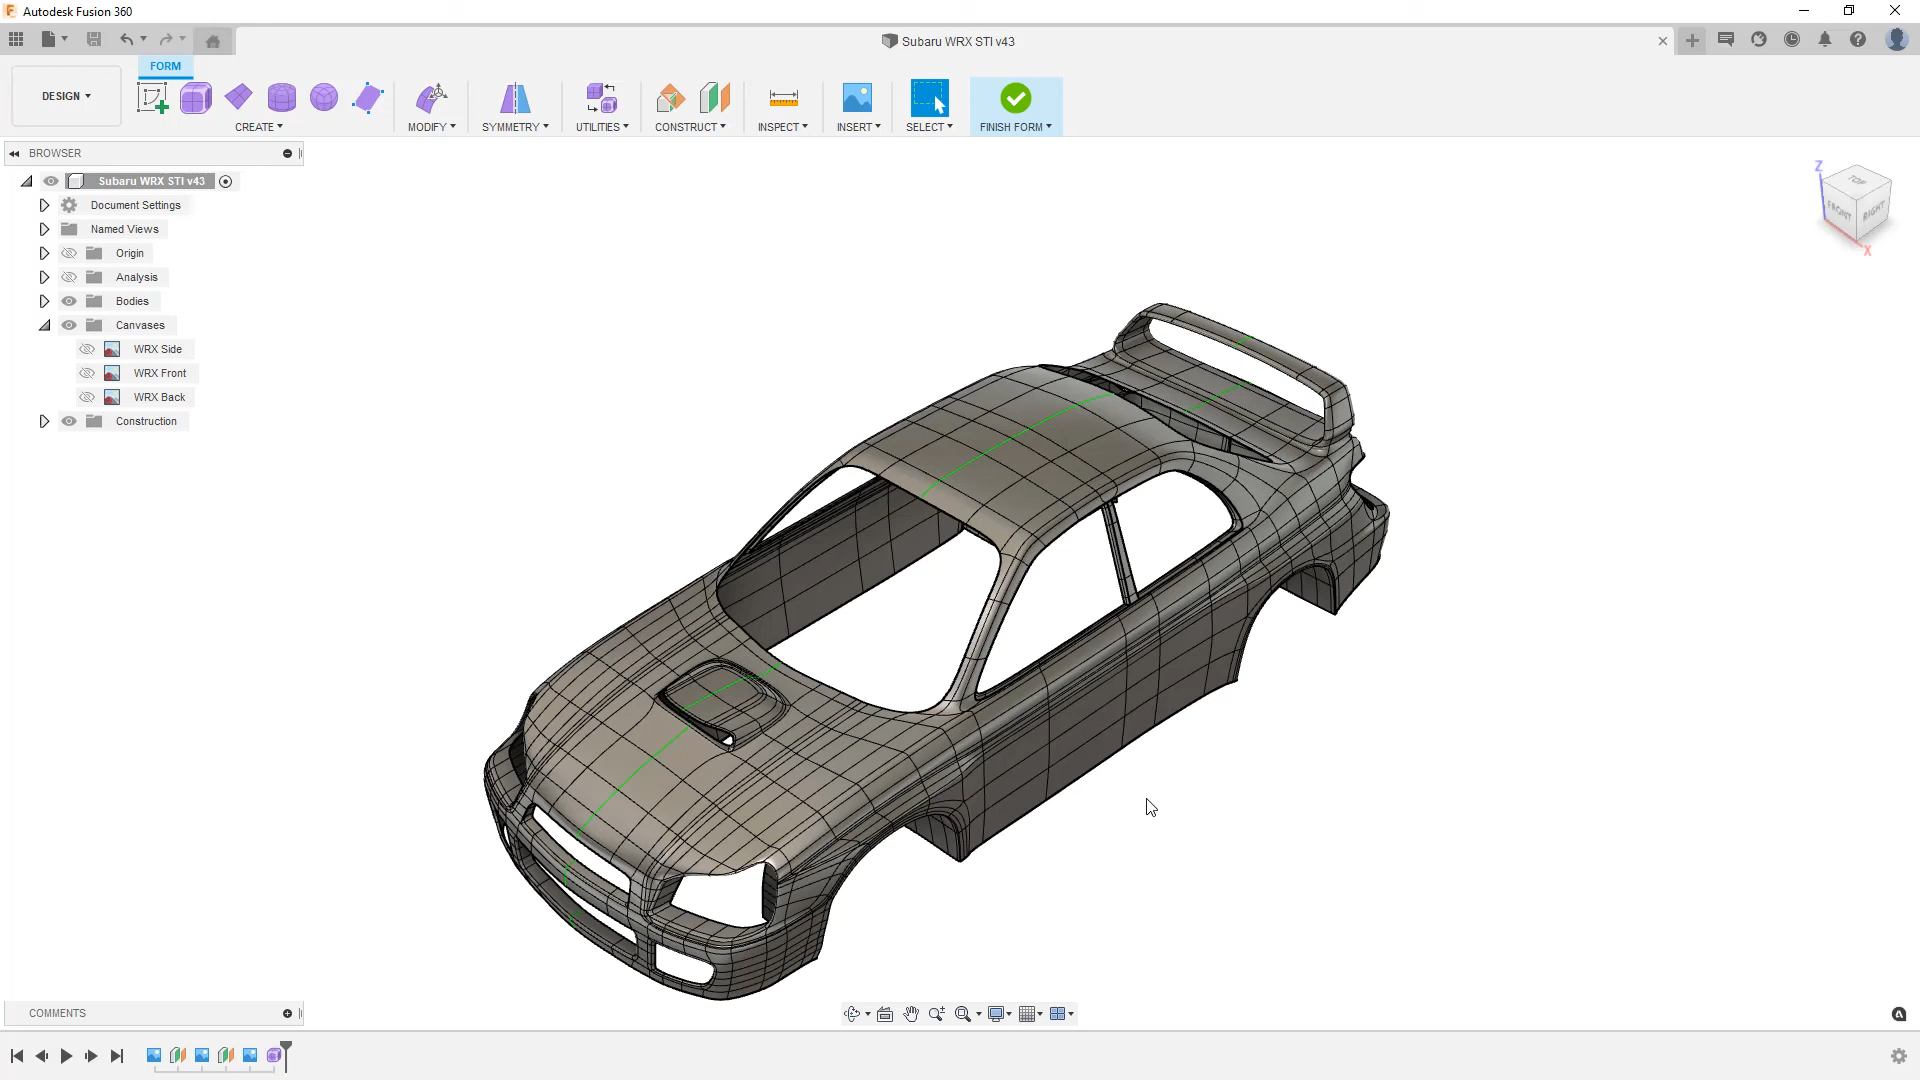 Autodesk Fusion 360
Subaru WRX STI v43
FORM
DESIGN
CREATE
MODIFY
SYMMETRY
UTILITIES
CONSTRUCT
INSPECT
INSERT
SELECT
FINISH FORM
BROWSER
Subaru WRX STI v43
Document Settings
Named Views
Origin
Analysis
Bodies
Canvases
WRX Side
WRX Front
WRX Back
Construction
Z
TOP
FRONT
RIGHT
X
COMMENTS